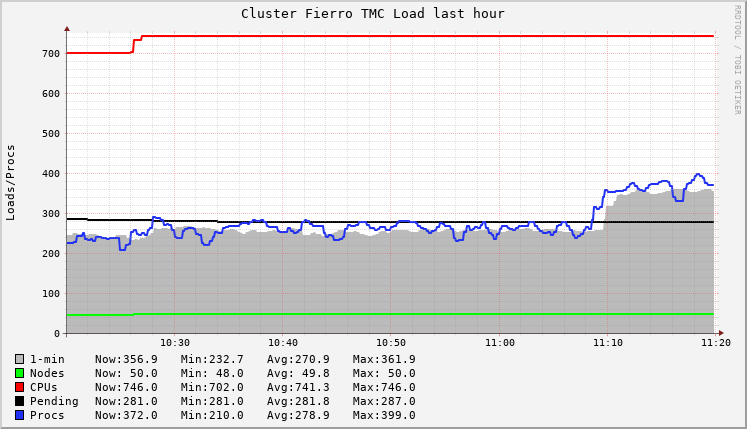 Cluster Fierro TMC Load last hour
RRDTOOL / TOBI OETIKER
Loads/Procs
700
600
500
400
300
200
100
0
10:30 10:40 10:50 11:00 11:10 11:20
1-min Now:356.9 Min:232.7 Avg:270.9 Max:361.9
Nodes Now: 50.0 Min: 48.0 Avg: 49.8 Max: 50.0
CPUs Now:746.0 Min:702.0 Avg:741.3 Max:746.0
Pending Now:281.0 Min:281.0 Avg:281.8 Max:287.0
Procs Now:372.0 Min:210.0 Avg:278.9 Max:399.0